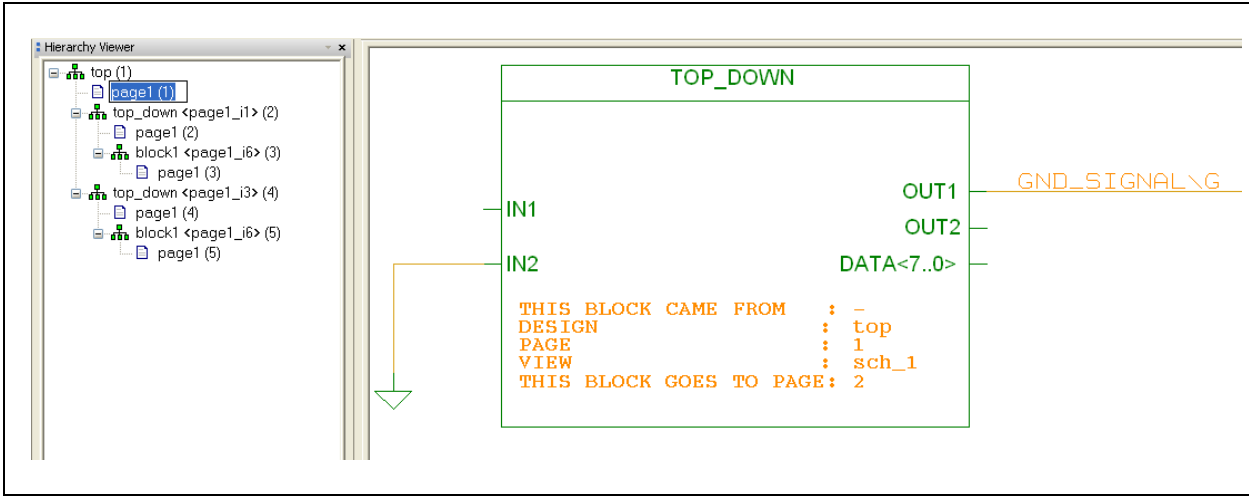 Hierarchy Viewer
top (1)
page1 (1)
top_down <page1_i1> (2)
page1 (2)
block1 <page1_i6> (3)
page1 (3)
top_down <page1_i3> (4)
page1 (4)
block1 <page1_i6> (5)
page1 (5)
TOP_DOWN
OUT1
GND_SIGNAL\G
IN1
OUT2
IN2
DATA<7..0>
THIS BLOCK CAME FROM : -
DESIGN : top
PAGE : 1
VIEW : sch_1
THIS BLOCK GOES TO PAGE: 2